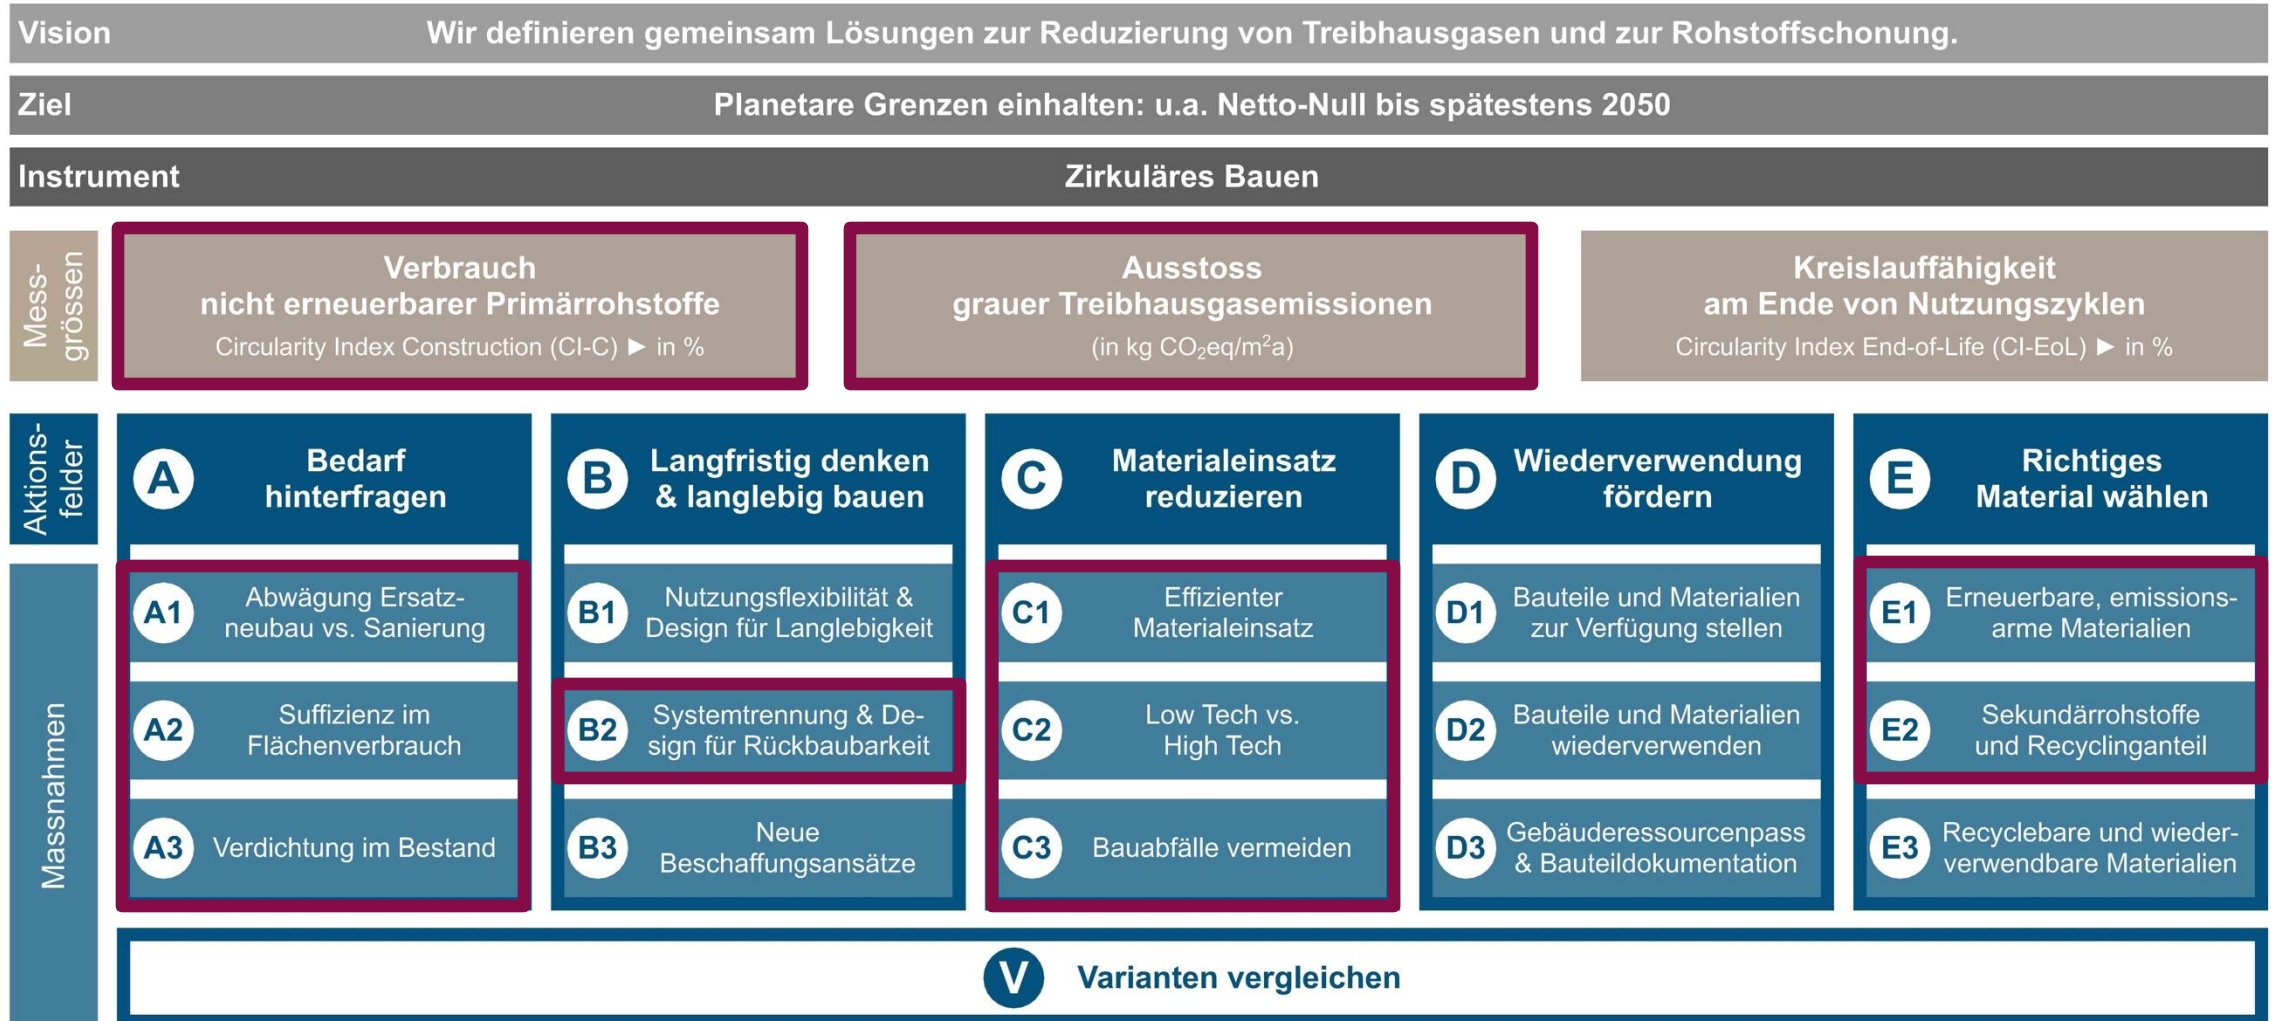 Vision
Wir definieren gemeinsam Lösungen zur Reduzierung von Treibhausgasen und zur Rohstoffschonung.
Ziel
Planetare Grenzen einhalten: u.a. Netto-Null bis spätestens 2050
Instrument
Zirkuläres Bauen
Mess-
grössen
Verbrauch
nicht erneuerbarer Primärrohstoffe
Circularity Index Construction (CI-C) ► in %
Ausstoss
grauer Treibhausgasemissionen
(in kg CO₂eq/m²a)
Kreislauffähigkeit
am Ende von Nutzungszyklen
Circularity Index End-of-Life (CI-EoL) ► in %
Aktions-
felder
A
Bedarf
hinterfragen
B
Langfristig denken
& langlebig bauen
C
Materialeinsatz
reduzieren
D
Wiederverwendung
fördern
E
Richtiges
Material wählen
Massnahmen
A1
Abwägung Ersatz-
neubau vs. Sanierung
A2
Suffizienz im
Flächenverbrauch
A3
Verdichtung im Bestand
B1
Nutzungsflexibilität &
Design für Langlebigkeit
B2
Systemtrennung & De-
sign für Rückbaubarkeit
B3
Neue
Beschaffungsansätze
C1
Effizienter
Materialeinsatz
C2
Low Tech vs.
High Tech
C3
Bauabfälle vermeiden
D1
Bauteile und Materialien
zur Verfügung stellen
D2
Bauteile und Materialien
wiederverwenden
D3
Gebäuderessourcenpass
& Bauteildokumentation
E1
Erneuerbare, emissions-
arme Materialien
E2
Sekundärrohstoffe
und Recyclinganteil
E3
Recyclebare und wieder-
verwendbare Materialien
V
Varianten vergleichen